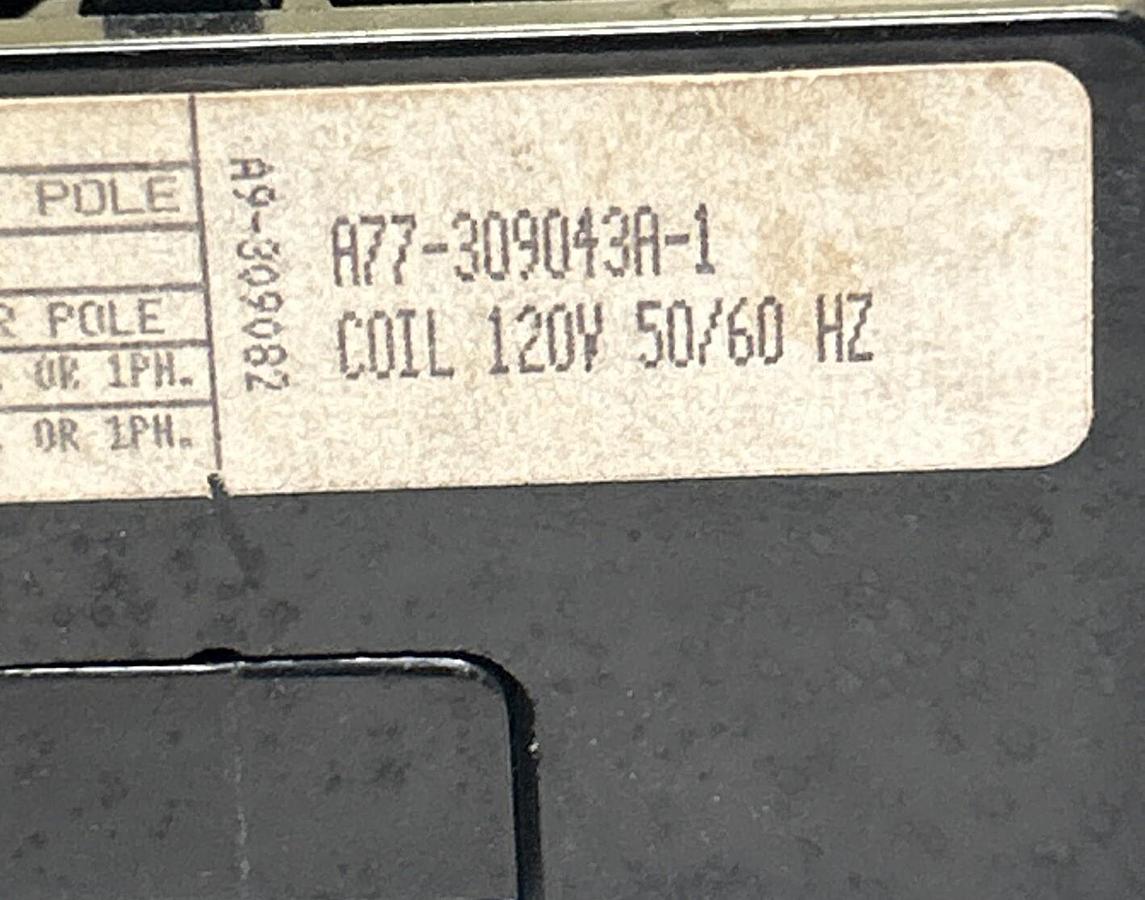 POLE
R POLE
OR 1PH.
OR 1PH.
A9-309082
A77-309043A-1
COIL 120V 50/60 HZ